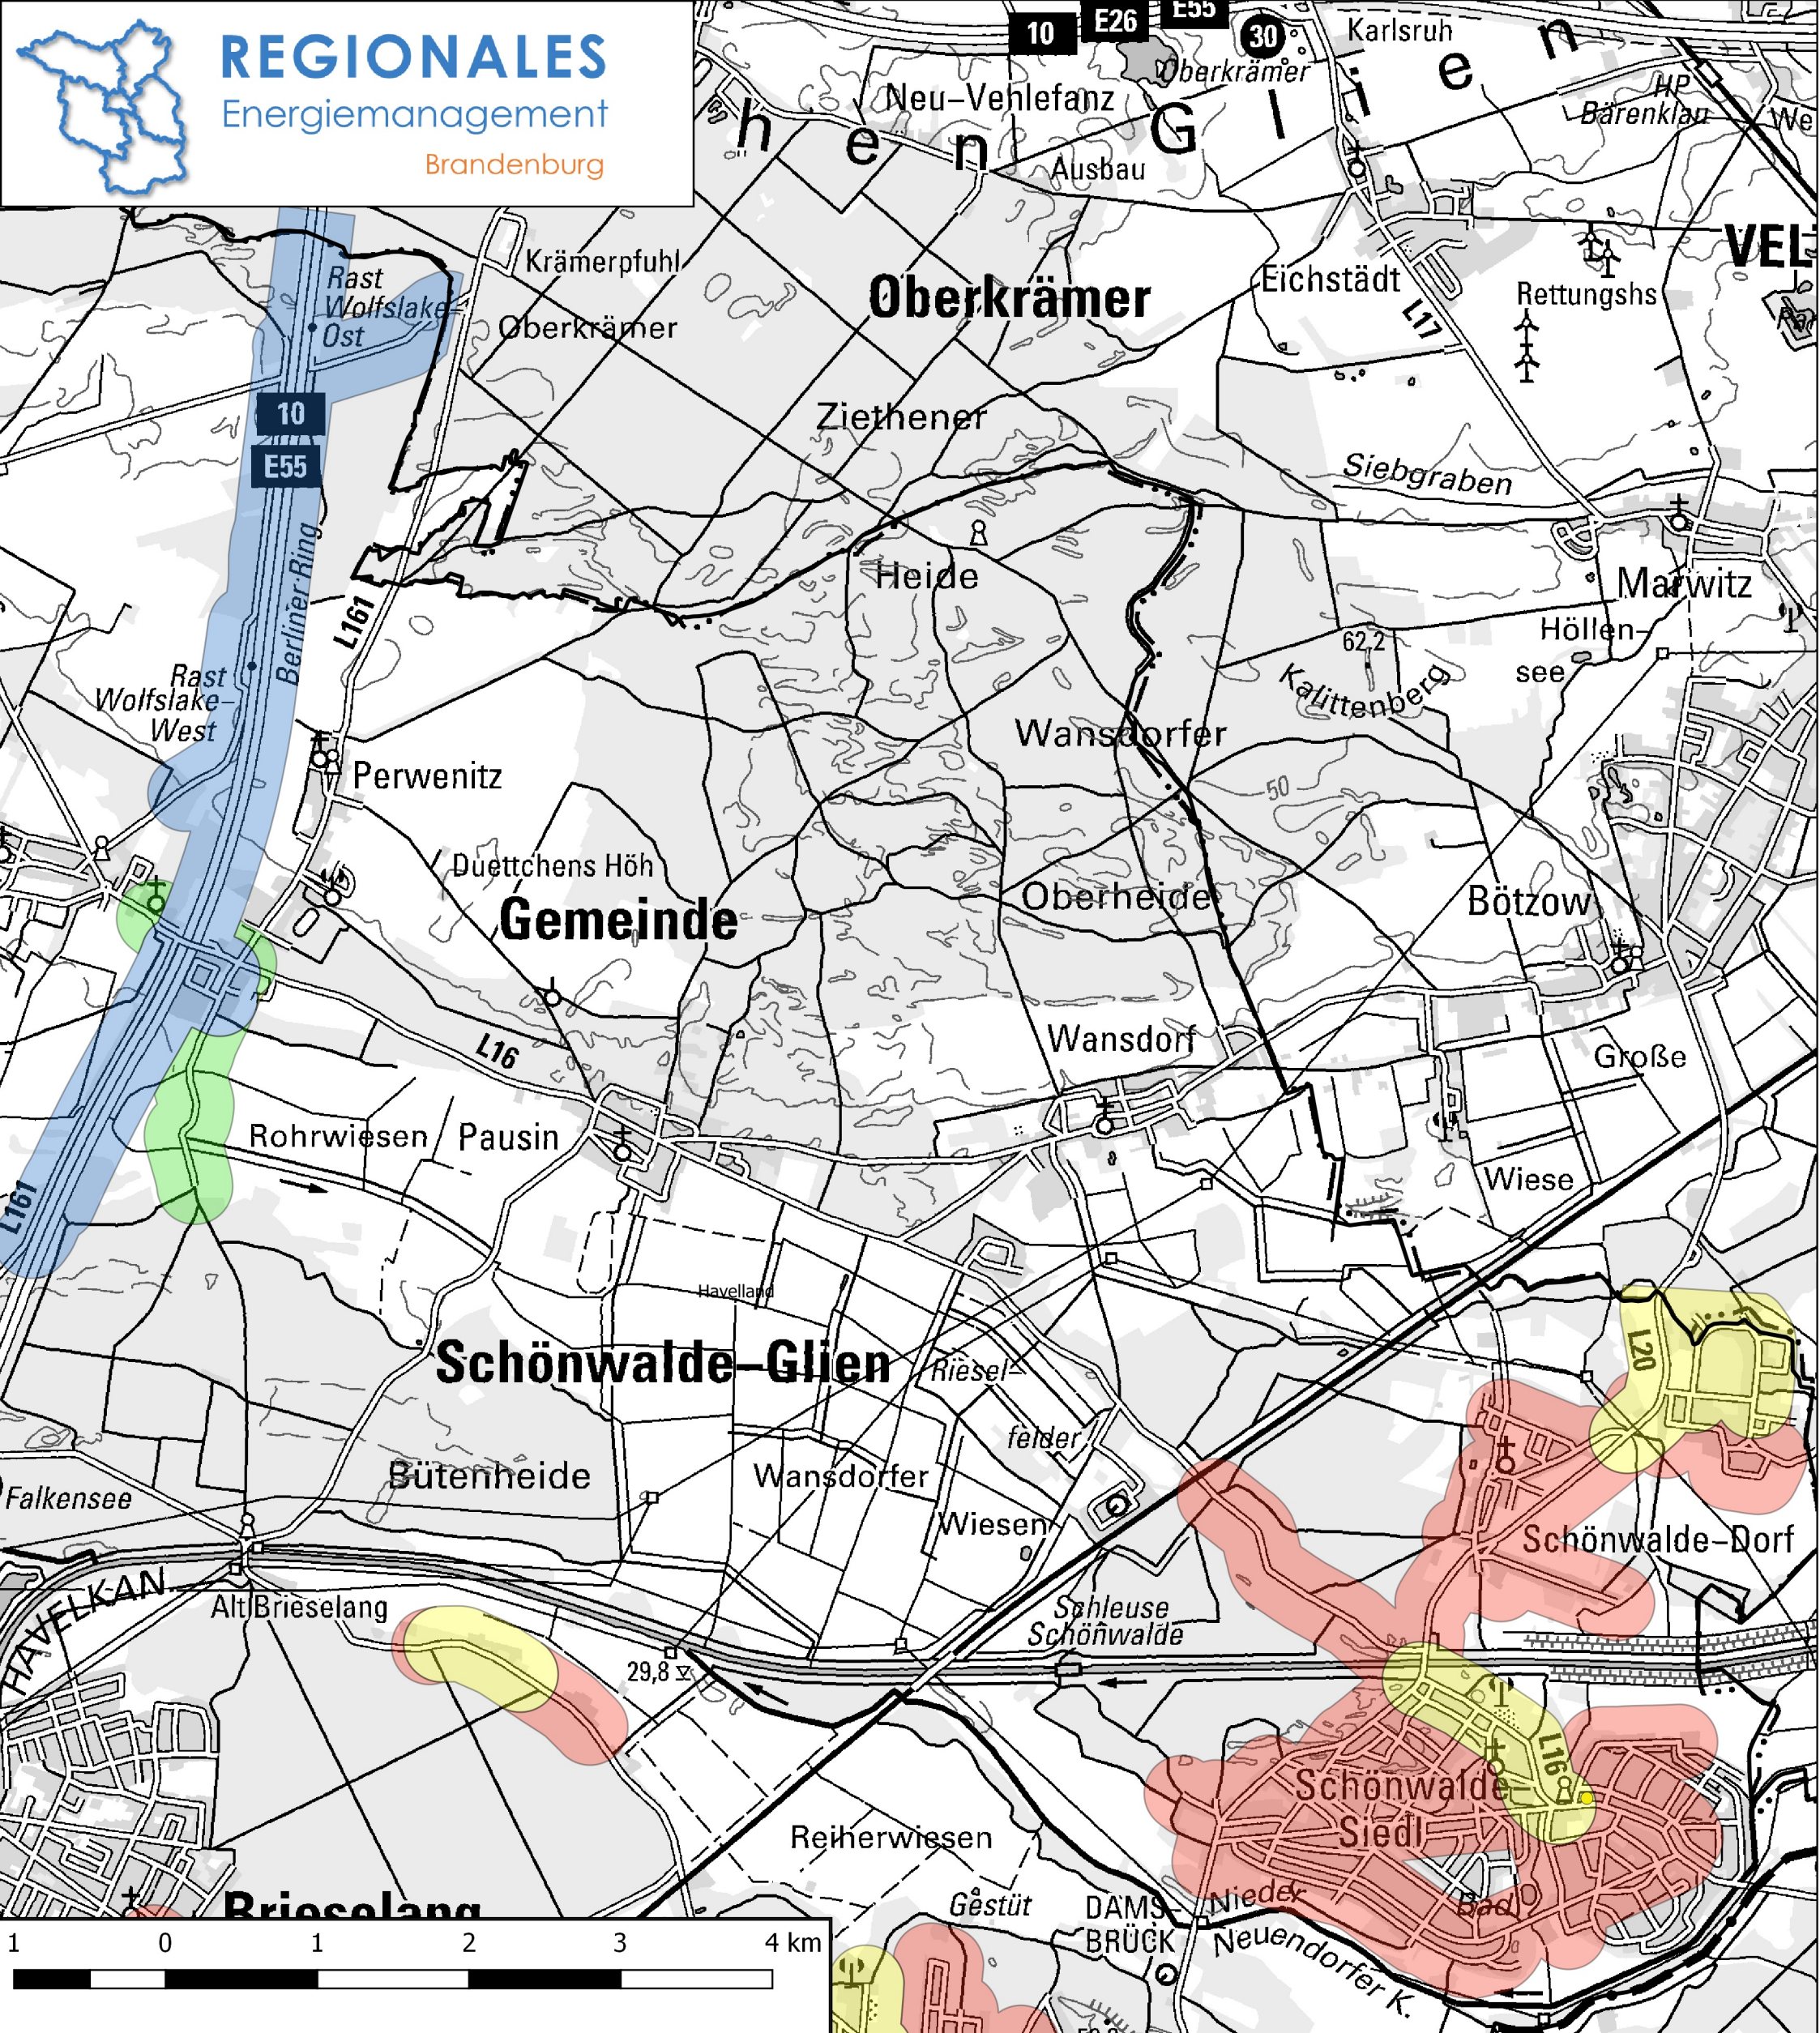 REGIONALES
Energiemanagement
Brandenburg
10
E26
E55
30
Karlsruh
Oberkrämer
Neu-Vehlefanz
Ausbau
h e n G l i e n
HP
Bärenklau
We
VEL
Krämerpfuhl
Oberkrämer
Oberkrämer
Eichstädt
Rettungshs
L17
Rast
Wolfslake-
Ost
10
E55
Ziethener
Siebgraben
Berliner Ring
L161
Heide
Marwitz
Höllen-
see
62,2
Kalittenberg
Rast
Wolfslake-
West
Wansdorfer
Perwenitz
50
Duettchens Höh
Oberheide
Bötzow
Gemeinde
L16
Wansdorf
Große
Rohrwiesen
Pausin
Wiese
L161
Havelland
Schönwalde-Glien
Riesel-
felder
L20
Bütenheide
Wansdorfer
Wiesen
Falkensee
Schönwalde-Dorf
HAVELKAN.
Alt Brieselang
Schleuse
Schönwalde
29,8
L16
Schönwalde-
Siedl
Reiherwiesen
Brieselang
Gestüt
DAMS-
BRÜCK
Nieder
Neuendorfer K.
Bad
1 0 1 2 3 4 km